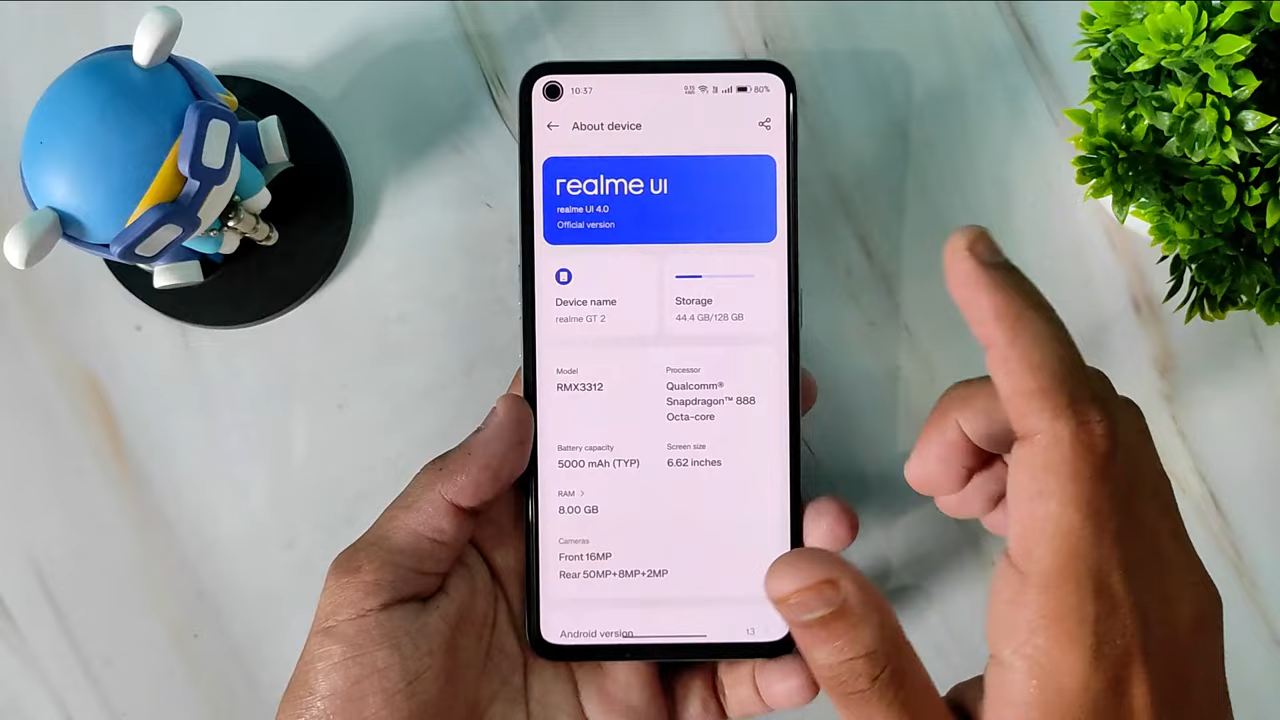 10:37
80%
About device
realme UI
realme UI 4.0
Official version
Device name
realme GT 2
Storage
44.4 GB/128 GB
Model
RMX3312
Processor
Qualcomm®
Snapdragon™ 888
Octa-core
Battery capacity
5000 mAh (TYP)
Screen size
6.62 inches
RAM >
8.00 GB
Cameras
Front 16MP
Rear 50MP+8MP+2MP
Android version 13